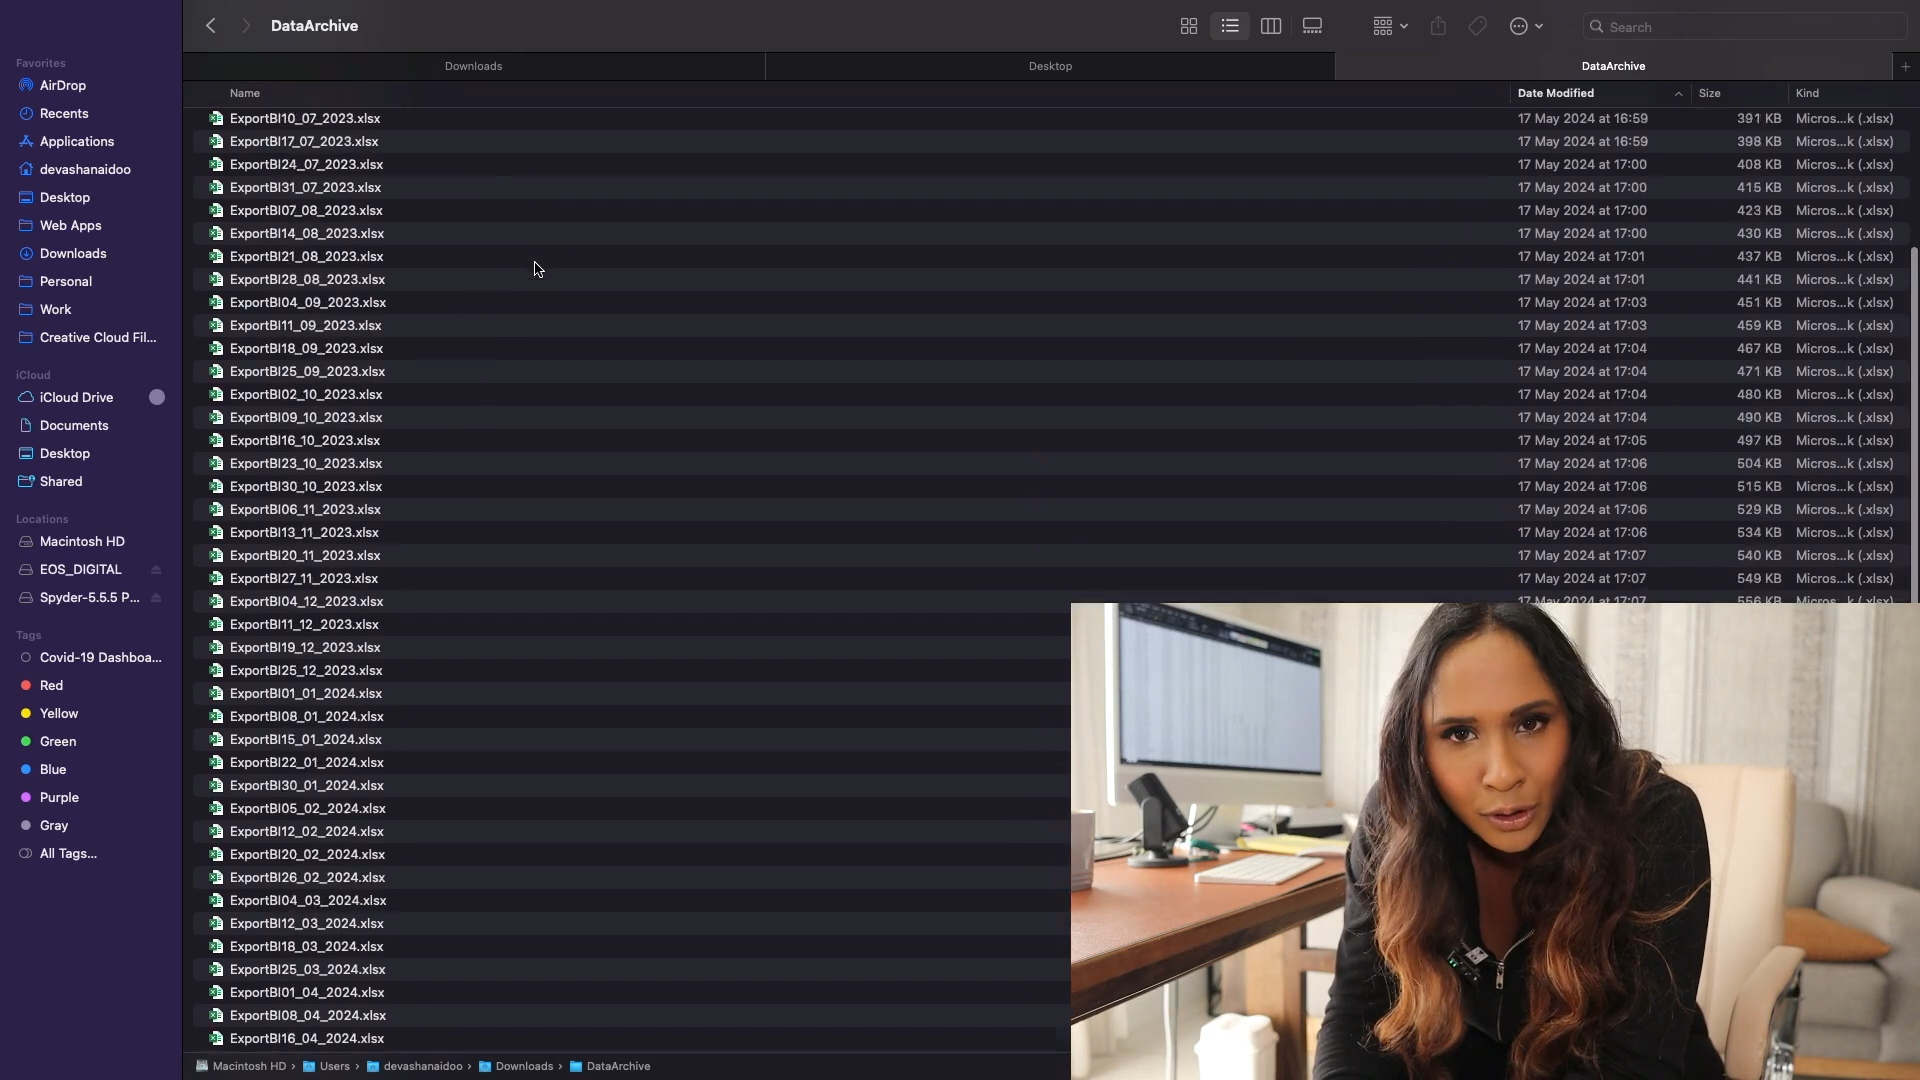 DataArchive
Search
Downloads
Desktop
DataArchive
Name
Date Modified
Size
Kind
Favorites
AirDrop
Recents
Applications
devashanaidoo
Desktop
Web Apps
Downloads
Personal
Work
Creative Cloud Fil...
iCloud
iCloud Drive
Documents
Desktop
Shared
Locations
Macintosh HD
EOS_DIGITAL
Spyder-5.5.5 P...
Tags
Covid-19 Dashboa...
Red
Yellow
Green
Blue
Purple
Gray
All Tags...
ExportBI10_07_2023.xlsx 17 May 2024 at 16:59 391 KB Micros...k (.xlsx)
ExportBI17_07_2023.xlsx 17 May 2024 at 16:59 398 KB Micros...k (.xlsx)
ExportBI24_07_2023.xlsx 17 May 2024 at 17:00 408 KB Micros...k (.xlsx)
ExportBI31_07_2023.xlsx 17 May 2024 at 17:00 415 KB Micros...k (.xlsx)
ExportBI07_08_2023.xlsx 17 May 2024 at 17:00 423 KB Micros...k (.xlsx)
ExportBI14_08_2023.xlsx 17 May 2024 at 17:00 430 KB Micros...k (.xlsx)
ExportBI21_08_2023.xlsx 17 May 2024 at 17:01 437 KB Micros...k (.xlsx)
ExportBI28_08_2023.xlsx 17 May 2024 at 17:01 441 KB Micros...k (.xlsx)
ExportBI04_09_2023.xlsx 17 May 2024 at 17:03 451 KB Micros...k (.xlsx)
ExportBI11_09_2023.xlsx 17 May 2024 at 17:03 459 KB Micros...k (.xlsx)
ExportBI18_09_2023.xlsx 17 May 2024 at 17:04 467 KB Micros...k (.xlsx)
ExportBI25_09_2023.xlsx 17 May 2024 at 17:04 471 KB Micros...k (.xlsx)
ExportBI02_10_2023.xlsx 17 May 2024 at 17:04 480 KB Micros...k (.xlsx)
ExportBI09_10_2023.xlsx 17 May 2024 at 17:04 490 KB Micros...k (.xlsx)
ExportBI16_10_2023.xlsx 17 May 2024 at 17:05 497 KB Micros...k (.xlsx)
ExportBI23_10_2023.xlsx 17 May 2024 at 17:06 504 KB Micros...k (.xlsx)
ExportBI30_10_2023.xlsx 17 May 2024 at 17:06 515 KB Micros...k (.xlsx)
ExportBI06_11_2023.xlsx 17 May 2024 at 17:06 529 KB Micros...k (.xlsx)
ExportBI13_11_2023.xlsx 17 May 2024 at 17:06 534 KB Micros...k (.xlsx)
ExportBI20_11_2023.xlsx 17 May 2024 at 17:07 540 KB Micros...k (.xlsx)
ExportBI27_11_2023.xlsx 17 May 2024 at 17:07 549 KB Micros...k (.xlsx)
ExportBI04_12_2023.xlsx 17 May 2024 at 17:07 556 KB Micros...k (.xlsx)
ExportBI11_12_2023.xlsx
ExportBI19_12_2023.xlsx
ExportBI25_12_2023.xlsx
ExportBI01_01_2024.xlsx
ExportBI08_01_2024.xlsx
ExportBI15_01_2024.xlsx
ExportBI22_01_2024.xlsx
ExportBI30_01_2024.xlsx
ExportBI05_02_2024.xlsx
ExportBI12_02_2024.xlsx
ExportBI20_02_2024.xlsx
ExportBI26_02_2024.xlsx
ExportBI04_03_2024.xlsx
ExportBI12_03_2024.xlsx
ExportBI18_03_2024.xlsx
ExportBI25_03_2024.xlsx
ExportBI01_04_2024.xlsx
ExportBI08_04_2024.xlsx
ExportBI16_04_2024.xlsx
Macintosh HD › Users › devashanaidoo › Downloads › DataArchive